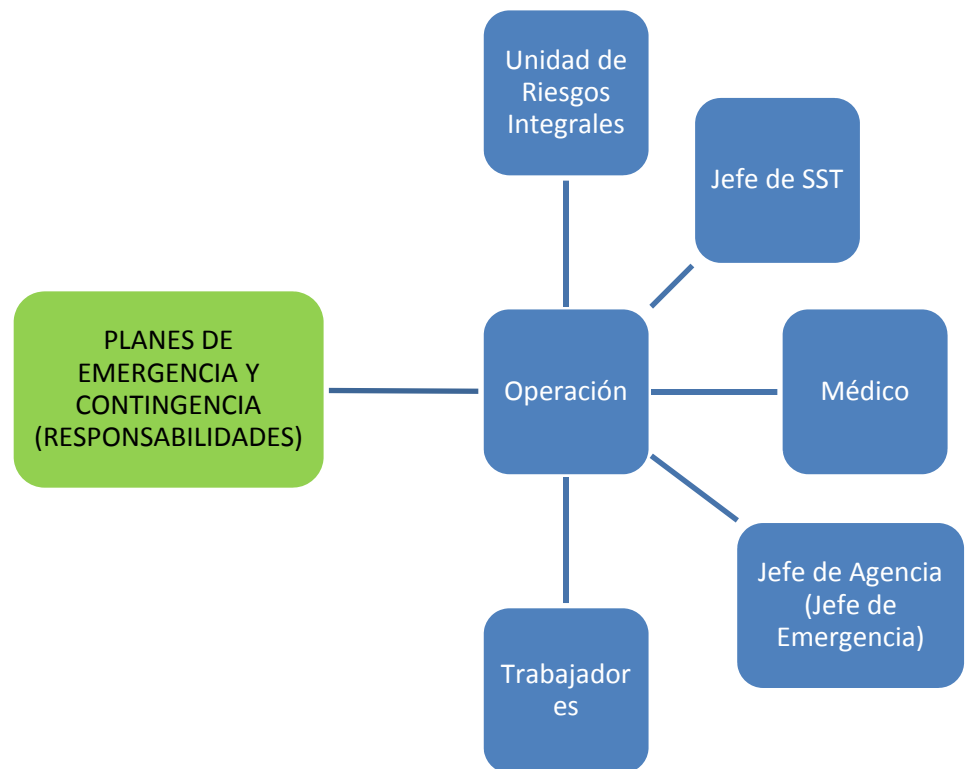 Unidad de
Riesgos
Integrales
Jefe de SST
PLANES DE
EMERGENCIA Y
CONTINGENCIA
(RESPONSABILIDADES)
Operación
Médico
Jefe de Agencia
(Jefe de
Emergencia)
Trabajador
es